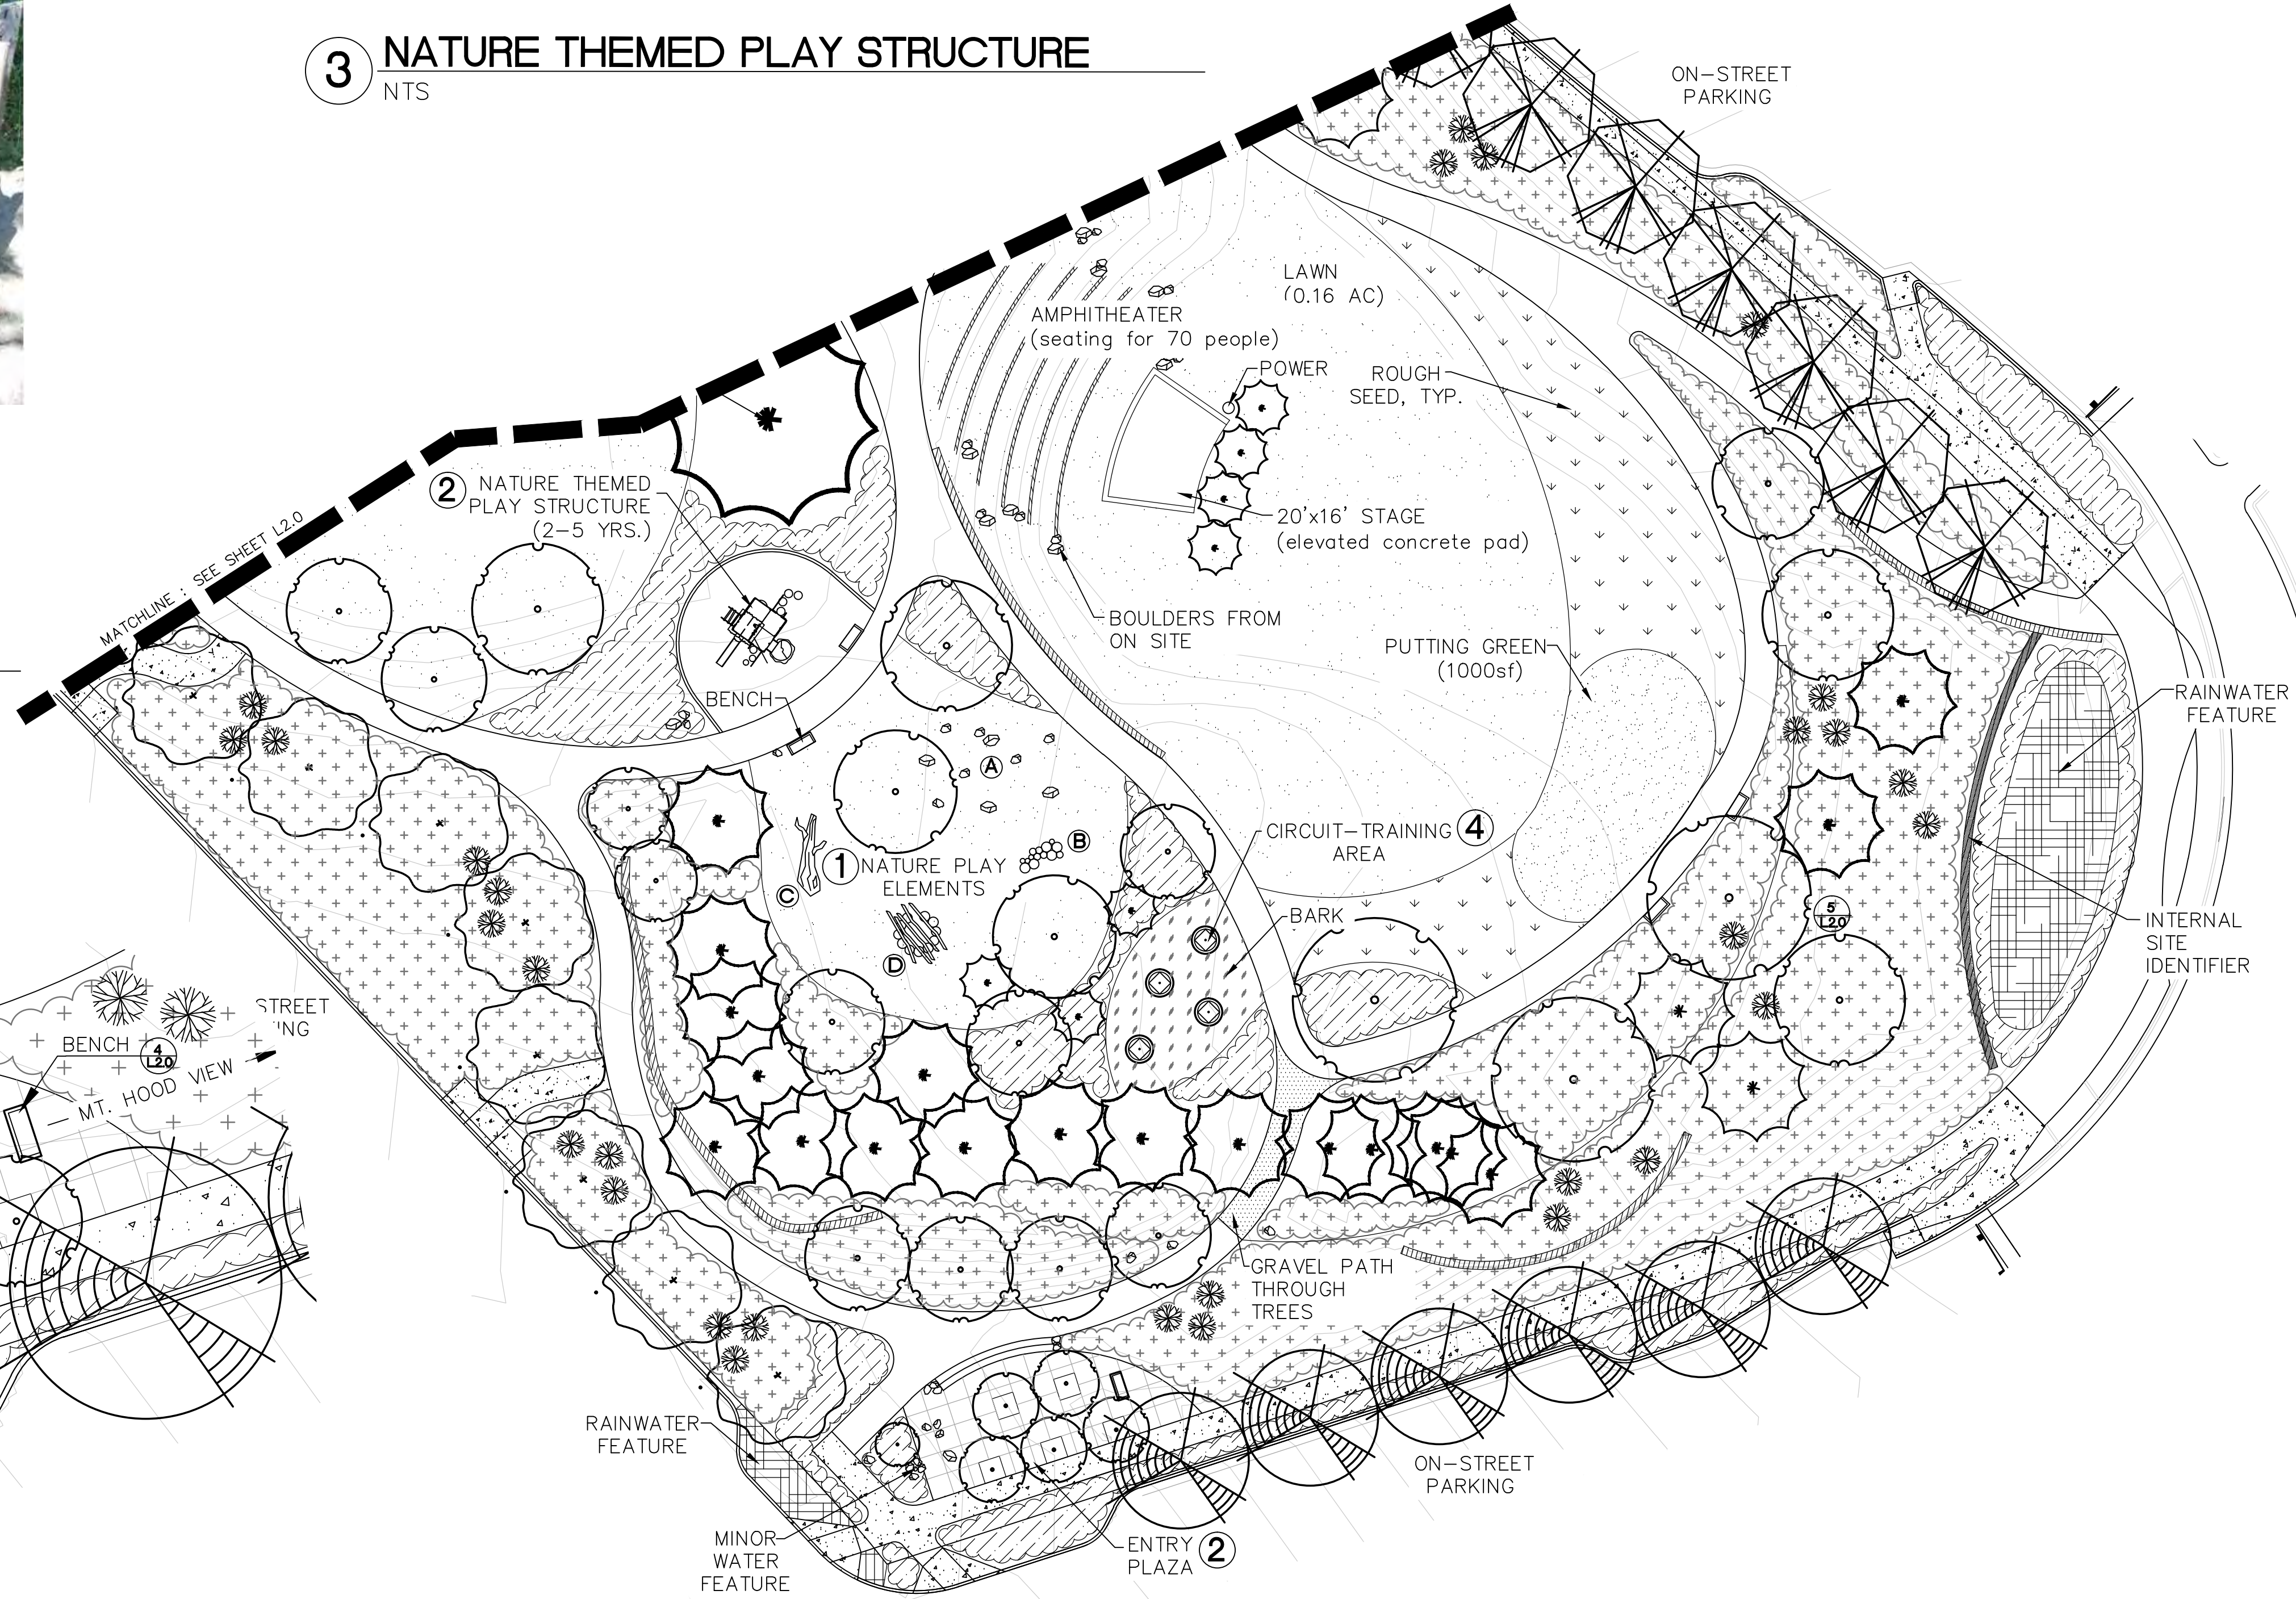 3 NATURE THEMED PLAY STRUCTURE
NTS
ON-STREET
PARKING
LAWN
(0.16 AC)
AMPHITHEATER
(seating for 70 people)
POWER
ROUGH
SEED, TYP.
2 NATURE THEMED
PLAY STRUCTURE
(2-5 YRS.)
20'x16' STAGE
(elevated concrete pad)
MATCHLINE : SEE SHEET L2.0
BOULDERS FROM
ON SITE
PUTTING GREEN
(1000sf)
BENCH
RAINWATER
FEATURE
A
B
CIRCUIT-TRAINING 4
AREA
1 NATURE PLAY
ELEMENTS
C
D
BARK
5
L2.0
INTERNAL
SITE
IDENTIFIER
STREET
BENCH 4
L2.0
MT. HOOD VIEW
GRAVEL PATH
THROUGH
TREES
RAINWATER
FEATURE
ON-STREET
PARKING
MINOR
WATER
FEATURE
ENTRY 2
PLAZA